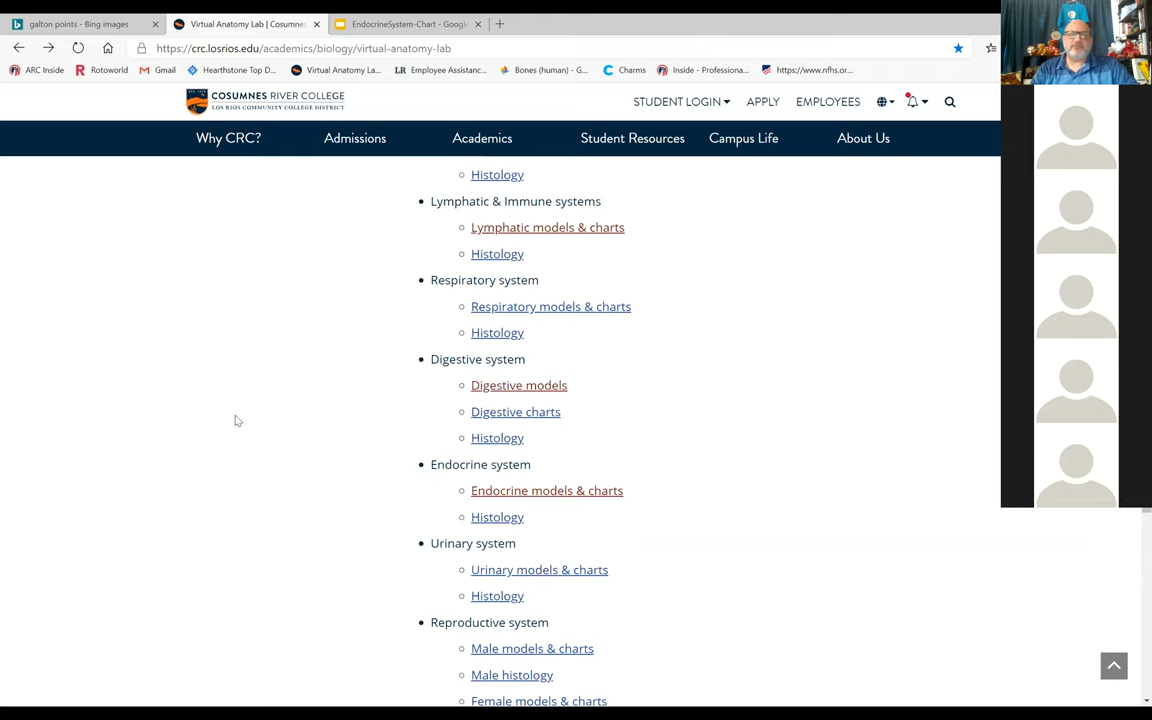 galton points - Bing images
Virtual Anatomy Lab | Cosumnes
EndocrineSystem-Chart - Google
https://crc.losrios.edu/academics/biology/virtual-anatomy-lab
ARC Inside
Rotoworld
Gmail
Hearthstone Top D...
Virtual Anatomy La...
LR Employee Assistanc...
Bones (human) - G...
Charms
Inside - Professiona...
https://www.nfhs.or...
COSUMNES RIVER COLLEGE
LOS RIOS COMMUNITY COLLEGE DISTRICT
STUDENT LOGIN
APPLY
EMPLOYEES
Why CRC?
Admissions
Academics
Student Resources
Campus Life
About Us
Histology
Lymphatic & Immune systems
Lymphatic models & charts
Histology
Respiratory system
Respiratory models & charts
Histology
Digestive system
Digestive models
Digestive charts
Histology
Endocrine system
Endocrine models & charts
Histology
Urinary system
Urinary models & charts
Histology
Reproductive system
Male models & charts
Male histology
Female models & charts